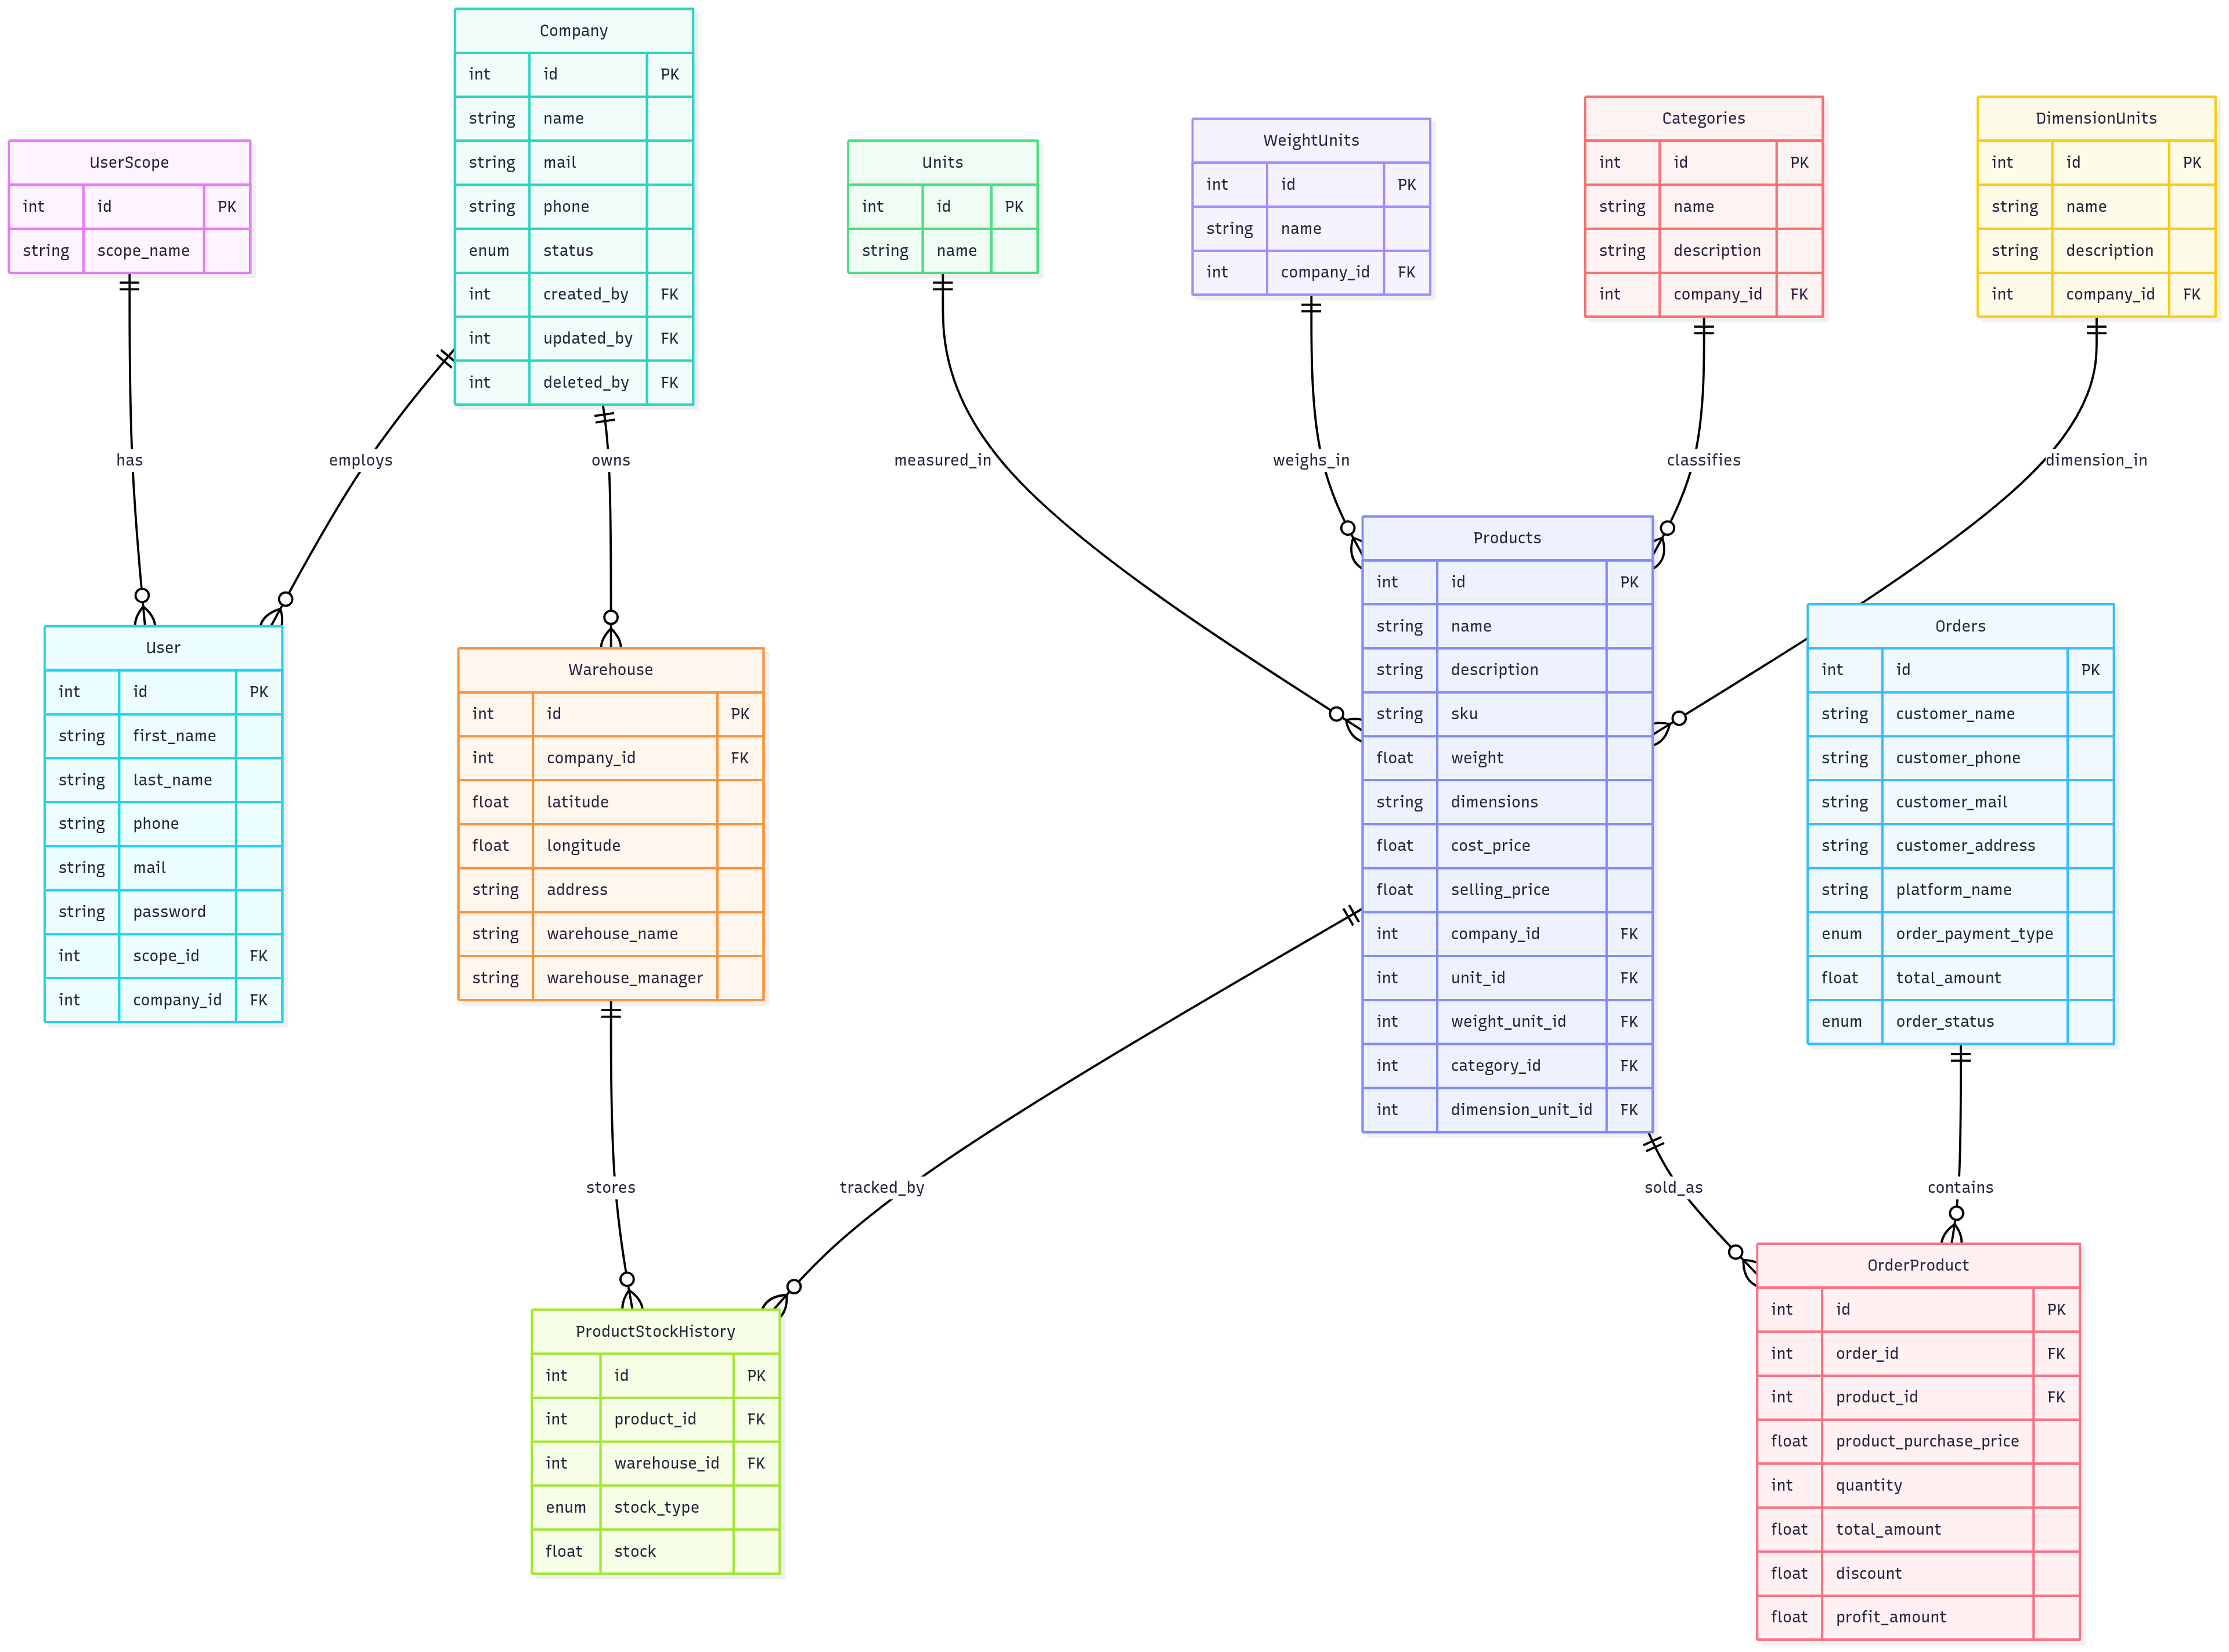 Company
int id PK
string name
string mail
string phone
enum status
int created_by FK
int updated_by FK
int deleted_by FK
UserScope
int id PK
string scope_name
Units
int id PK
string name
WeightUnits
int id PK
string name
int company_id FK
Categories
int id PK
string name
string description
int company_id FK
DimensionUnits
int id PK
string name
string description
int company_id FK
has
employs
owns
measured_in
weighs_in
classifies
dimension_in
User
int id PK
string first_name
string last_name
string phone
string mail
string password
int scope_id FK
int company_id FK
Warehouse
int id PK
int company_id FK
float latitude
float longitude
string address
string warehouse_name
string warehouse_manager
Products
int id PK
string name
string description
string sku
float weight
string dimensions
float cost_price
float selling_price
int company_id FK
int unit_id FK
int weight_unit_id FK
int category_id FK
int dimension_unit_id FK
Orders
int id PK
string customer_name
string customer_phone
string customer_mail
string customer_address
string platform_name
enum order_payment_type
float total_amount
enum order_status
stores
tracked_by
sold_as
contains
ProductStockHistory
int id PK
int product_id FK
int warehouse_id FK
enum stock_type
float stock
OrderProduct
int id PK
int order_id FK
int product_id FK
float product_purchase_price
int quantity
float total_amount
float discount
float profit_amount